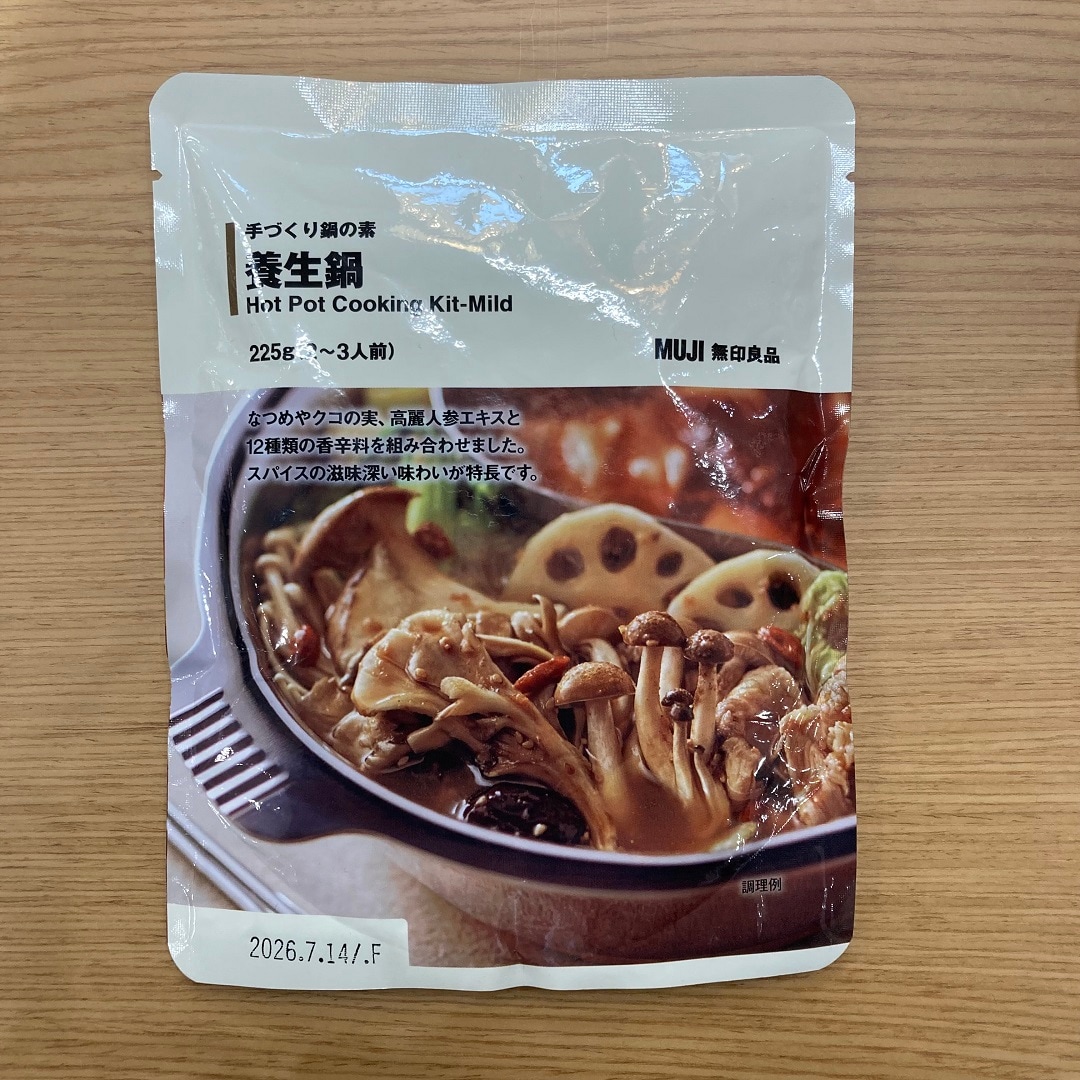 手づくり鍋の素
養生鍋
Hot Pot Cooking Kit-Mild
225g(2〜3人前)
MUJI 無印良品
なつめやクコの実、高麗人参エキスと
12種類の香辛料を組み合わせました。
スパイスの滋味深い味わいが特長です。
調理例
2026.7.14/.F